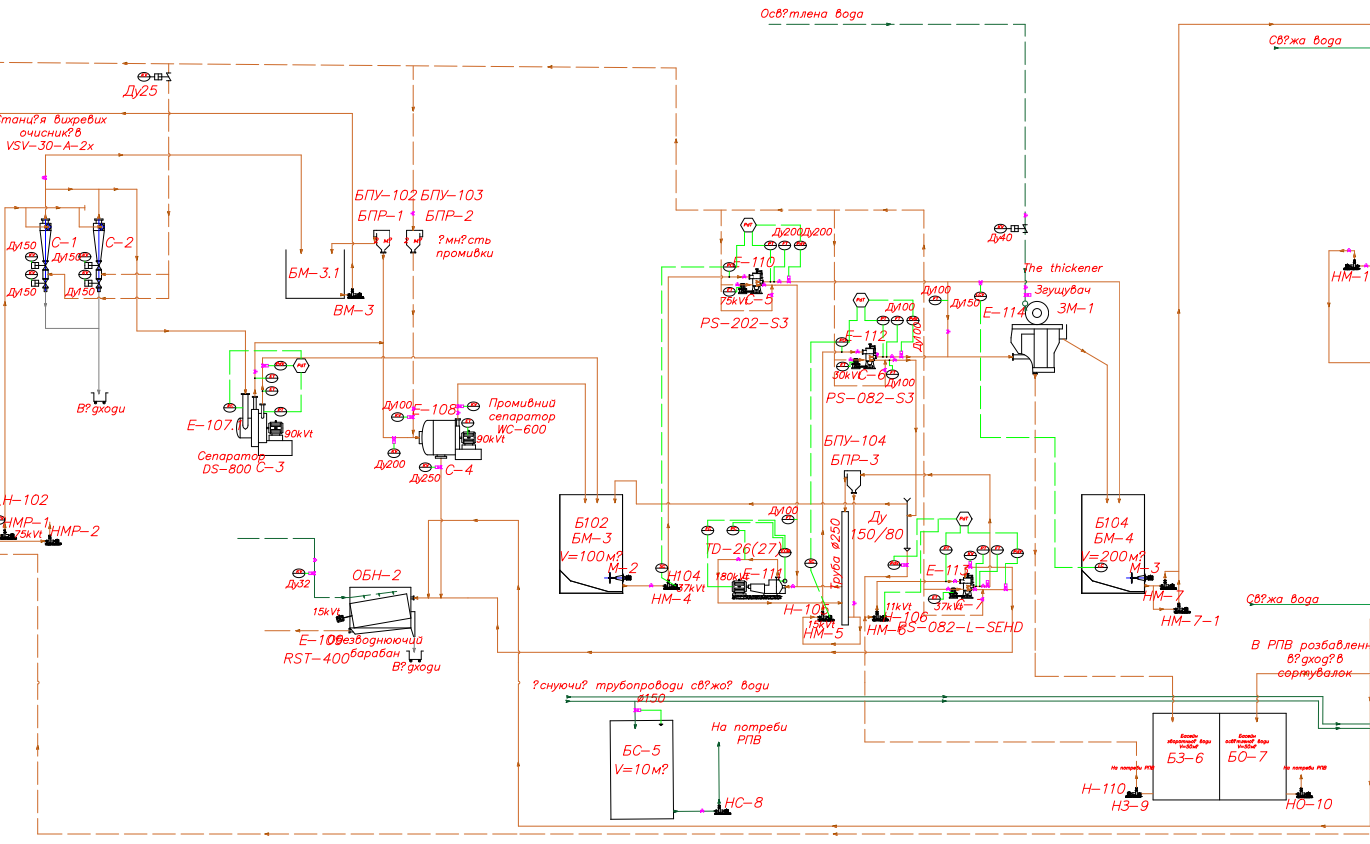 Осв?тлена вода
Св?жа вода
Ду25
Станц?я вихревих
очисник?в
VSV-30-А-2х
БПУ-102 БПУ-103
БПР-1 БПР-2
?мн?сть
промивки
С-1
С-2
Ду150
Ду150
Ду150
Ду150
БМ-3.1
ВМ-3
Ду200
Ду200
Е-110
75kVt
С-5
PS-202-S3
Ду40
The thickener
Згущувач
ЗМ-1
Е-114
НМ-1
Ду100
Ду150
Ду100
Ду100
Е-112
30kVt
С-6
Ду100
PS-082-S3
В?дходи
Е-107.1
90kVt
Сепаратор
DS-800
С-3
Ду100
Е-108
Промивний
сепаратор
WC-600
90kVt
Ду200
Ду250
С-4
БПУ-104
БПР-3
Н-102
НМР-1
75kVt
НМР-2
Б102
БМ-3
V=100м?
М-2
Н104
37kVt
НМ-4
Ду100
TD-26(27)
Е-111
180kVt
Труба ø250
Ду
150/80
Н-105
15kVt
НМ-5
11kVt
Н-106
НМ-6
Е-113
37kVt
С-7
PS-082-L-SEHD
Б104
БМ-4
V=200м?
М-3
НМ-7
НМ-7-1
Св?жа вода
Ду32
ОБН-2
15kVt
Е-109
RST-400
Обезводнюючий
барабан
В?дходи
В РПВ розбавлен
в?дход?в
сортувалок
?снуючи? трубопроводи св?жо? води
ø150
БС-5
V=10м?
На потреби
РПВ
НС-8
Басейн
зворотної води
V=50м?
БЗ-6
Басейн
освітленої води
V=50м?
БО-7
На потреби РПВ
На потреби РПВ
Н-110
НЗ-9
НО-10